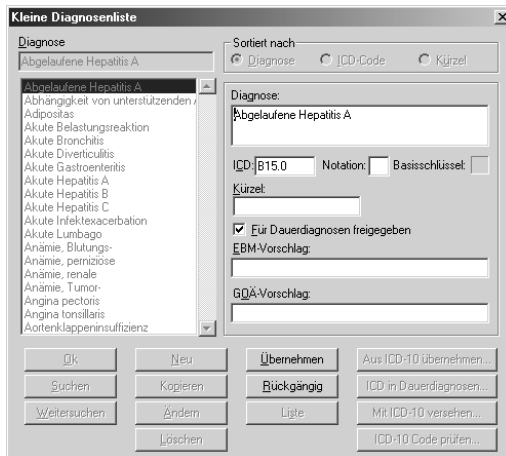 Kleine Diagnosenliste
Diagnose
Abgelaufene Hepatitis A
Abgelaufene Hepatitis A
Abhängigkeit von unterstützenden
Adipositas
Akute Belastungsreaktion
Akute Bronchitis
Akute Diverticulitis
Akute Gastroenteritis
Akute Hepatitis A
Akute Hepatitis B
Akute Hepatitis C
Akute Infektexacerbation
Akute Lumbago
Anämie, Blutungs-
Anämie, perniziöse
Anämie, renale
Anämie, Tumor-
Angina pectoris
Angina tonsillaris
Aortenklappeninsuffizienz
Sortiert nach
Diagnose ICD-Code Kürzel
Diagnose:
Abgelaufene Hepatitis A
ICD: B15.0 Notation: Basisschlüssel:
Kürzel:
Für Dauerdiagnosen freigegeben
EBM-Vorschlag:
GOÄ-Vorschlag:
Ok Neu Übernehmen Aus ICD-10 übernehmen...
Suchen Kopieren Rückgängig ICD in Dauerdiagnosen...
Weitersuchen Ändern Liste Mit ICD-10 versehen...
Löschen ICD-10 Code prüfen...